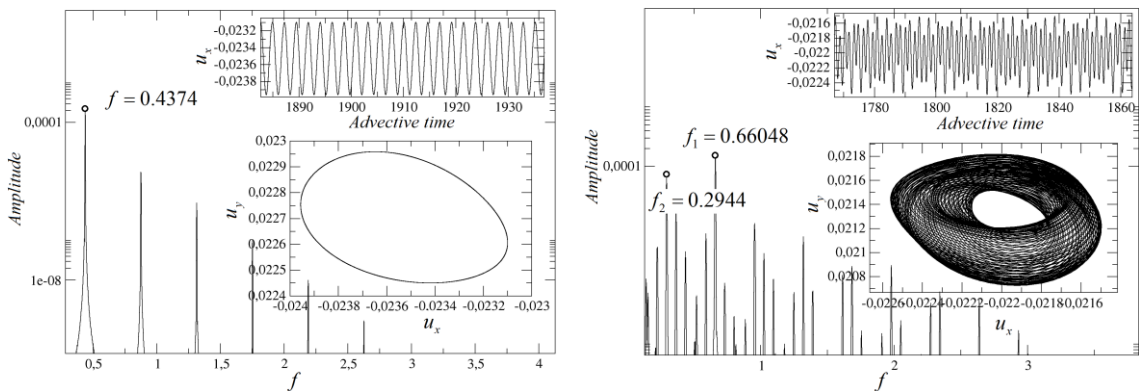 -0,0232
-0,0234
-0,0236
-0,0238
u_x
1890 1900 1910 1920 1930
Advective time
f = 0.4374
0,0001
Amplitude
1e-08
0,023
0,0229
0,0228
0,0227
0,0226
0,0225
0,0224
u_y
-0,024 -0,0238 -0,0236 -0,0234 -0,0232 -0,023
u_x
0,5 1 1,5 2 2,5 3 3,5 4
f
-0,0216
-0,0218
-0,022
-0,0222
-0,0224
u_x
1780 1800 1820 1840 1860
Advective time
f_1 = 0.66048
0,0001
Amplitude
f_2 = 0.2944
0,0218
0,0216
0,0214
0,0212
0,021
0,0208
u_y
-0,0226 -0,0224 -0,0222 -0,022 -0,0218 -0,0216
u_x
1 2 3
f